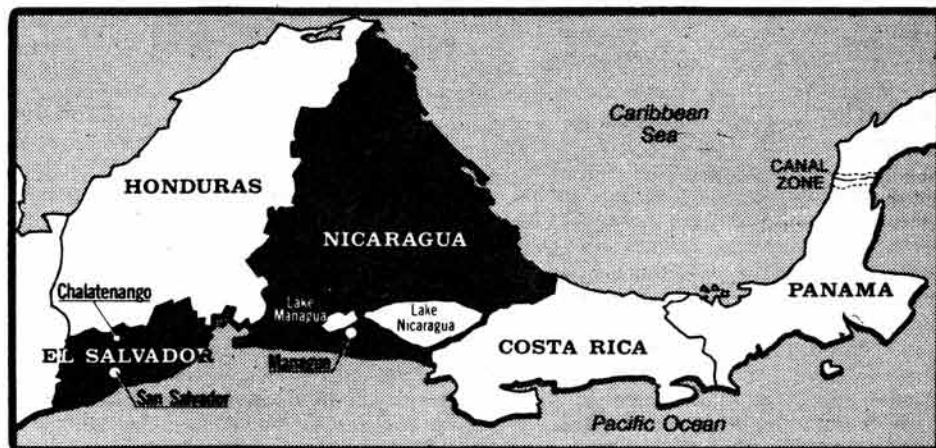 Caribbean
Sea
CANAL
ZONE
HONDURAS
NICARAGUA
Chalatenango
Lake
Managua
Lake
Nicaragua
PANAMA
EL SALVADOR
COSTA RICA
Managua
San Salvador
Pacific Ocean